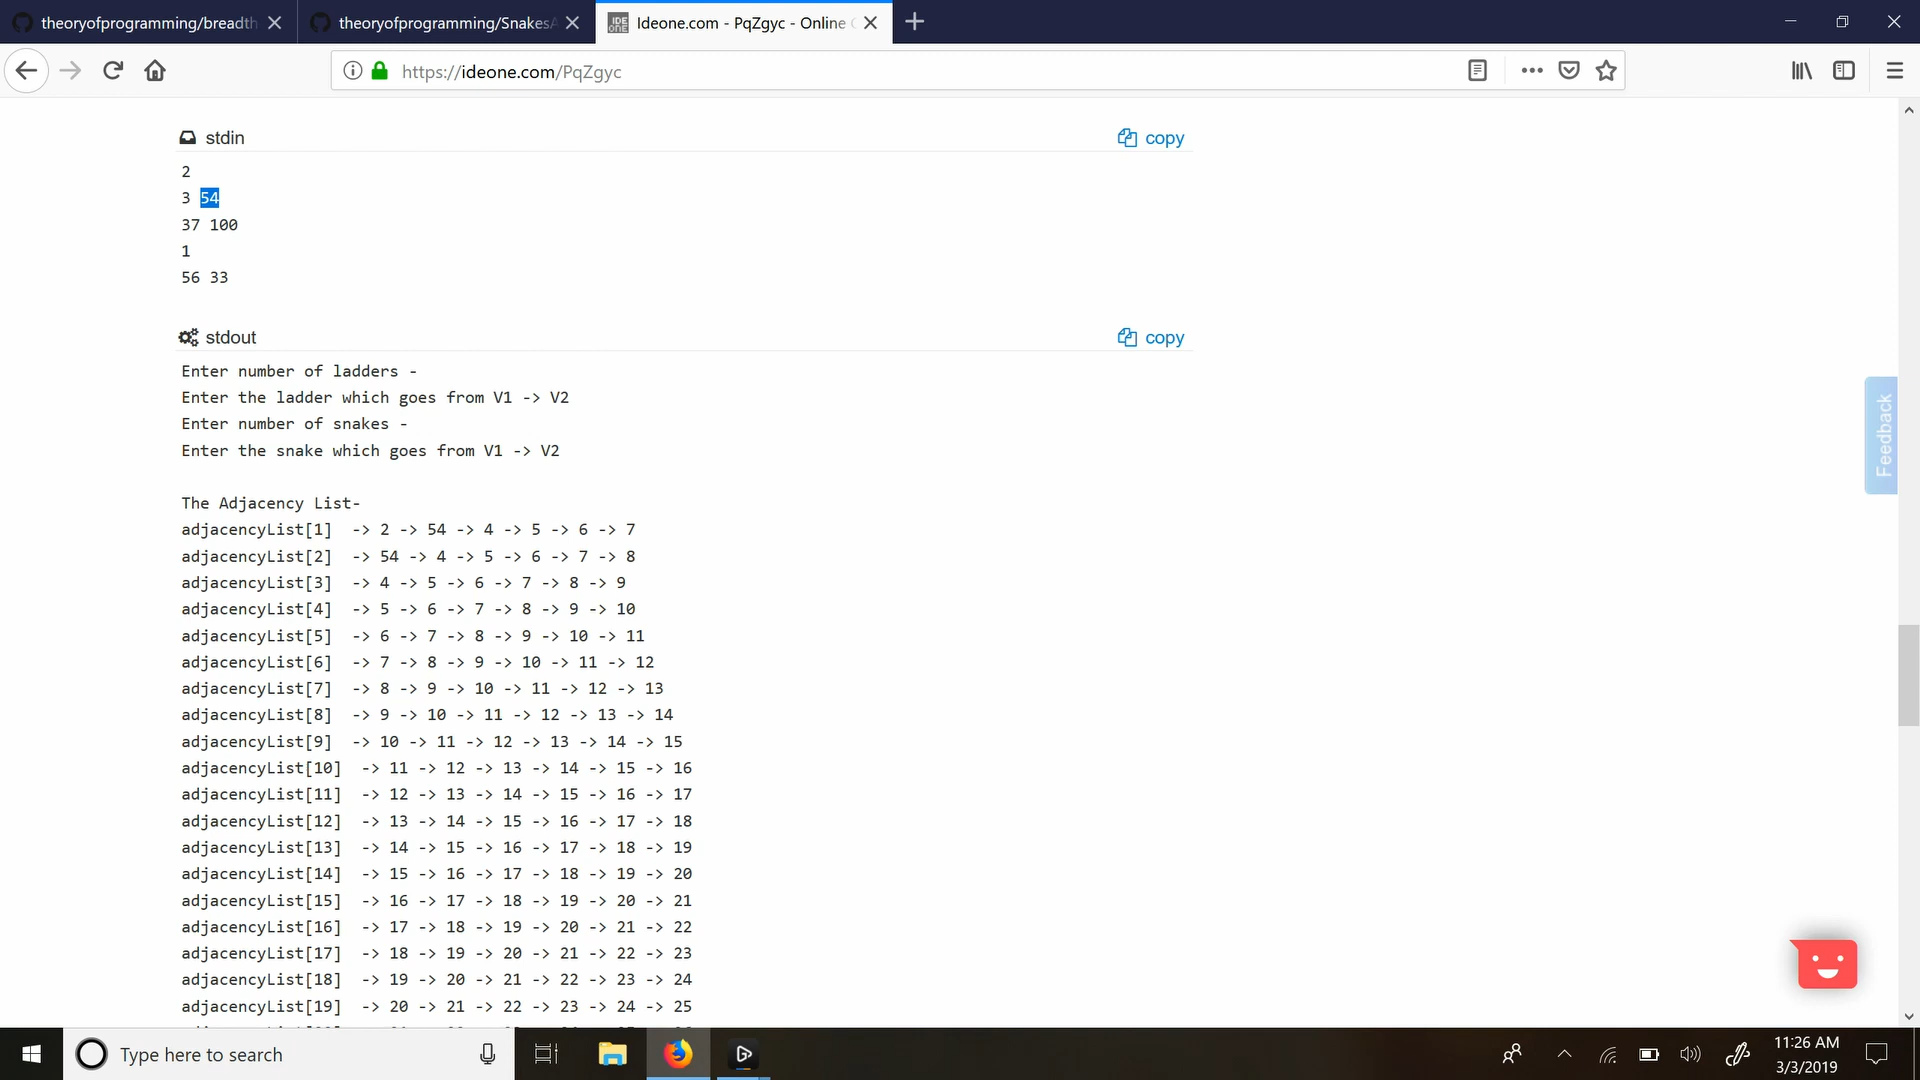 theoryofprogramming/breadth
theoryofprogramming/SnakesA
Ideone.com - PqZgyc - Online C
https://ideone.com/PqZgyc
stdin
copy
2
3 54
37 100
1
56 33
stdout
copy
Enter number of ladders -
Enter the ladder which goes from V1 -> V2
Enter number of snakes -
Enter the snake which goes from V1 -> V2
The Adjacency List-
adjacencyList[1]  -> 2 -> 54 -> 4 -> 5 -> 6 -> 7
adjacencyList[2]  -> 54 -> 4 -> 5 -> 6 -> 7 -> 8
adjacencyList[3]  -> 4 -> 5 -> 6 -> 7 -> 8 -> 9
adjacencyList[4]  -> 5 -> 6 -> 7 -> 8 -> 9 -> 10
adjacencyList[5]  -> 6 -> 7 -> 8 -> 9 -> 10 -> 11
adjacencyList[6]  -> 7 -> 8 -> 9 -> 10 -> 11 -> 12
adjacencyList[7]  -> 8 -> 9 -> 10 -> 11 -> 12 -> 13
adjacencyList[8]  -> 9 -> 10 -> 11 -> 12 -> 13 -> 14
adjacencyList[9]  -> 10 -> 11 -> 12 -> 13 -> 14 -> 15
adjacencyList[10]  -> 11 -> 12 -> 13 -> 14 -> 15 -> 16
adjacencyList[11]  -> 12 -> 13 -> 14 -> 15 -> 16 -> 17
adjacencyList[12]  -> 13 -> 14 -> 15 -> 16 -> 17 -> 18
adjacencyList[13]  -> 14 -> 15 -> 16 -> 17 -> 18 -> 19
adjacencyList[14]  -> 15 -> 16 -> 17 -> 18 -> 19 -> 20
adjacencyList[15]  -> 16 -> 17 -> 18 -> 19 -> 20 -> 21
adjacencyList[16]  -> 17 -> 18 -> 19 -> 20 -> 21 -> 22
adjacencyList[17]  -> 18 -> 19 -> 20 -> 21 -> 22 -> 23
adjacencyList[18]  -> 19 -> 20 -> 21 -> 22 -> 23 -> 24
adjacencyList[19]  -> 20 -> 21 -> 22 -> 23 -> 24 -> 25
Feedback
Type here to search
11:26 AM
3/3/2019